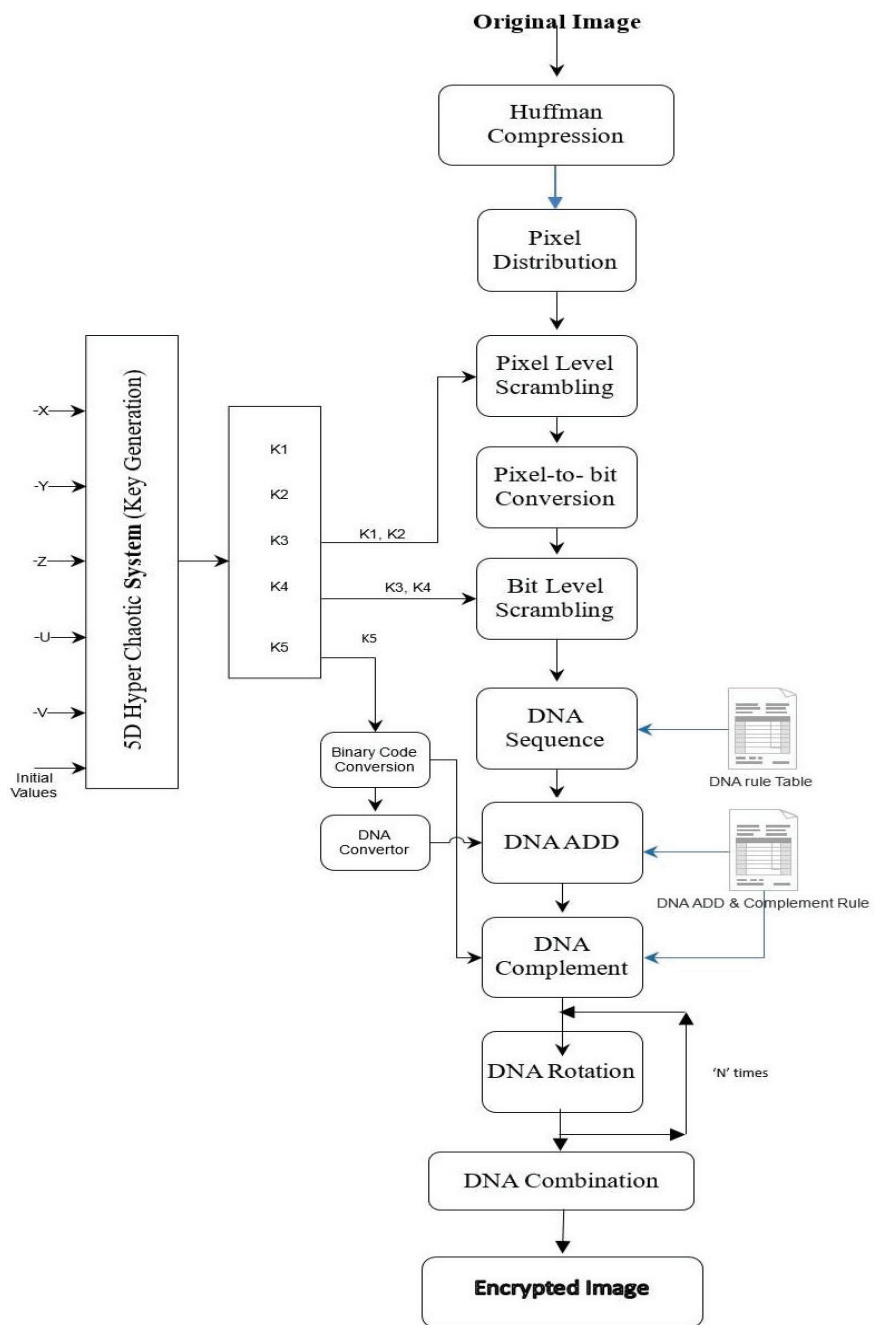 Original Image
Huffman
Compression
Pixel
Distribution
Pixel Level
Scrambling
Pixel-to- bit
Conversion
Bit Level
Scrambling
DNA
Sequence
DNA ADD
DNA
Complement
DNA Rotation
DNA Combination
Encrypted Image
-X
-Y
-Z
-U
-V
Initial
Values
5D Hyper Chaotic System (Key Generation)
K1
K2
K3
K4
K5
K1, K2
K3, K4
K5
Binary Code
Conversion
DNA
Convertor
DNA rule Table
DNA ADD & Complement Rule
‘N’ times